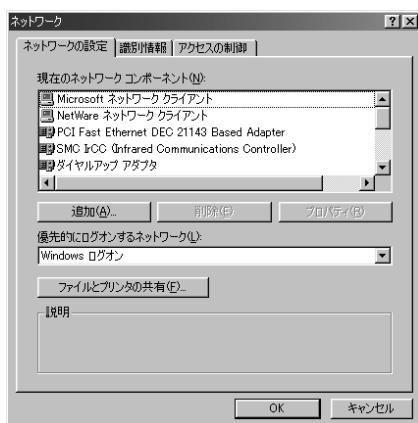 ネットワーク
ネットワークの設定 識別情報 アクセスの制御
現在のネットワーク コンポーネント(N):
Microsoft ネットワーク クライアント
NetWare ネットワーク クライアント
PCI Fast Ethernet DEC 21143 Based Adapter
SMC IrCC (Infrared Communications Controller)
ダイヤルアップ アダプタ
追加(A)... 削除(E) プロパティ(R)
優先的にログオンするネットワーク(L):
Windows ログオン
ファイルとプリンタの共有(F)...
説明
OK キャンセル